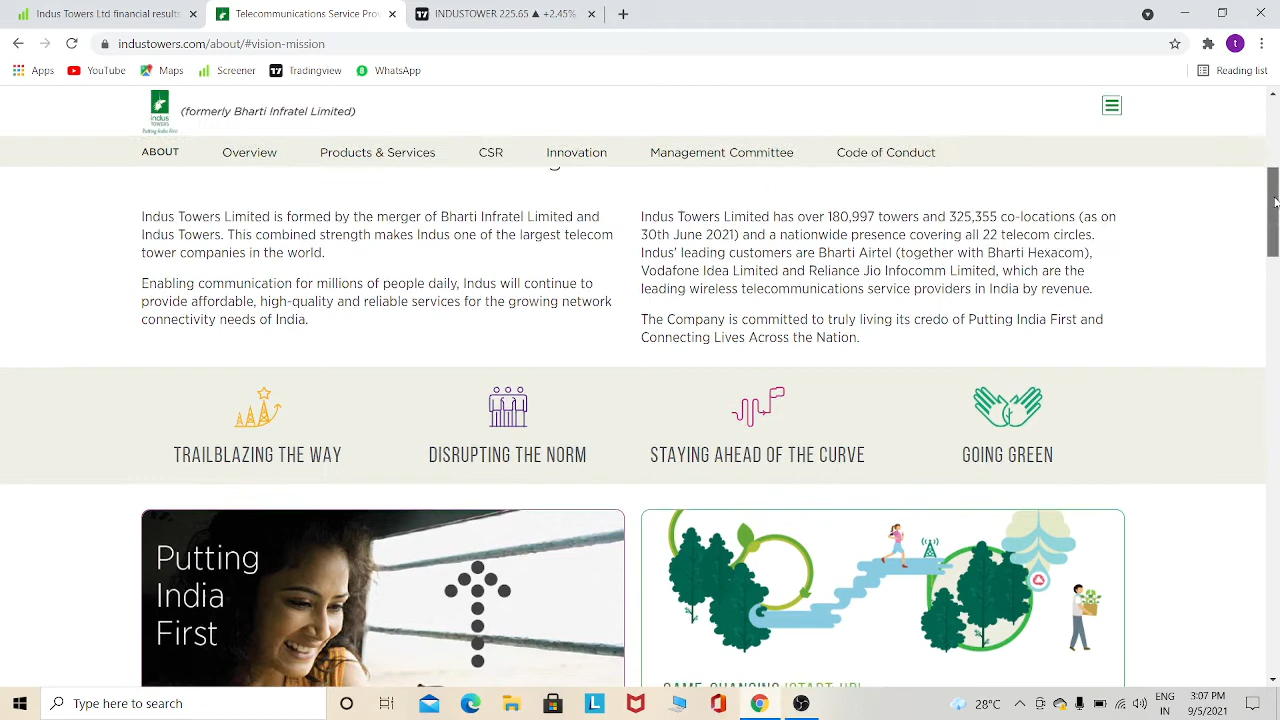 Indus Towers Ltd financial results
Service Provider Testimonials, Pro
INDUSTOWER 225.65 ▲ +2.45%
industowers.com/about/#vision-mission
Apps
YouTube
Maps
Screener
Tradingview
WhatsApp
Reading list
indus
TOWERS
Putting India First
(formerly Bharti Infratel Limited)
ABOUT
Overview
Products & Services
CSR
Innovation
Management Committee
Code of Conduct
Indus Towers Limited is formed by the merger of Bharti Infratel Limited and
Indus Towers. This combined strength makes Indus one of the largest telecom
tower companies in the world.
Enabling communication for millions of people daily, Indus will continue to
provide affordable, high-quality and reliable services for the growing network
connectivity needs of India.
Indus Towers Limited has over 180,997 towers and 325,355 co-locations (as on
30th June 2021) and a nationwide presence covering all 22 telecom circles.
Indus' leading customers are Bharti Airtel (together with Bharti Hexacom),
Vodafone Idea Limited and Reliance Jio Infocomm Limited, which are the
leading wireless telecommunications service providers in India by revenue.
The Company is committed to truly living its credo of Putting India First and
Connecting Lives Across the Nation.
TRAILBLAZING THE WAY
DISRUPTING THE NORM
STAYING AHEAD OF THE CURVE
GOING GREEN
Putting
India
First
Type here to search
28°C
ENG
IN
3:07 PM
9/5/2021